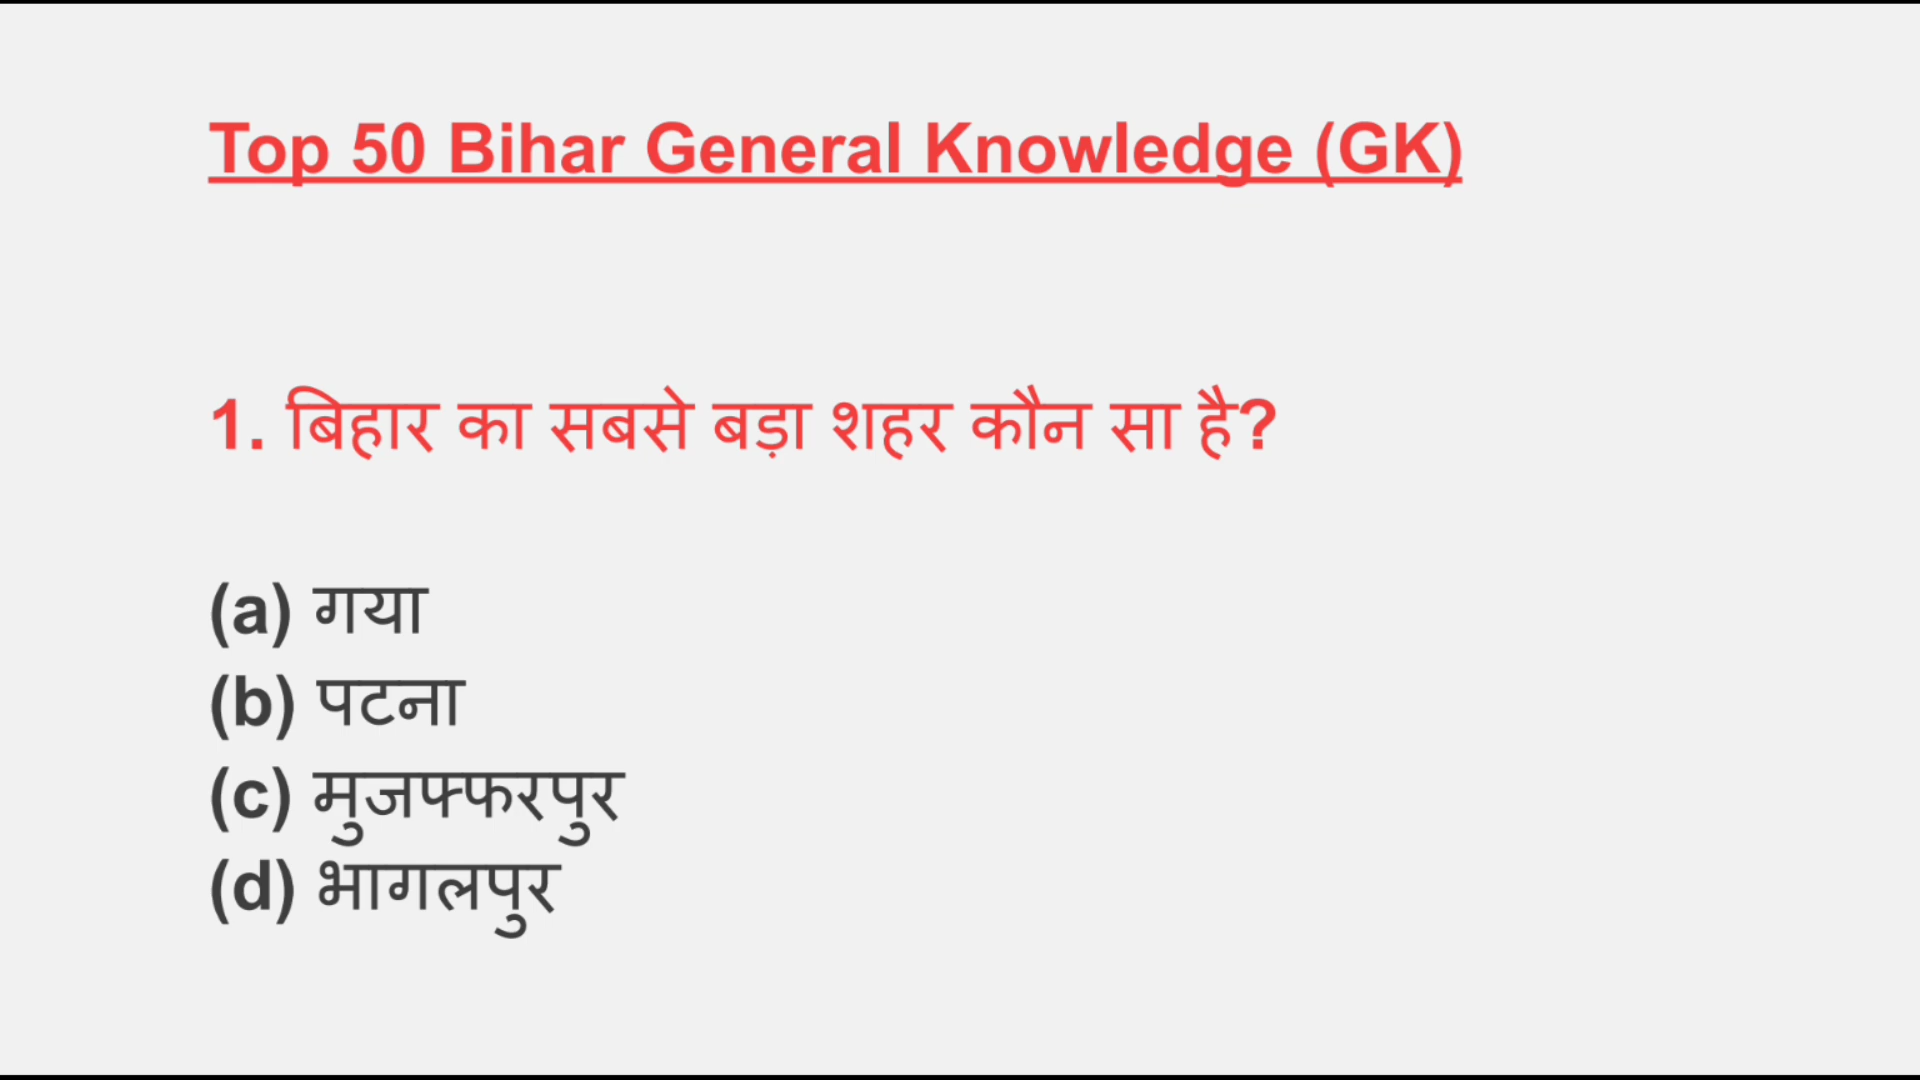 Top 50 Bihar General Knowledge (GK)
1. बिहार का सबसे बड़ा शहर कौन सा है?
(a) गया
(b) पटना
(c) मुजफ्फरपुर
(d) भागलपुर